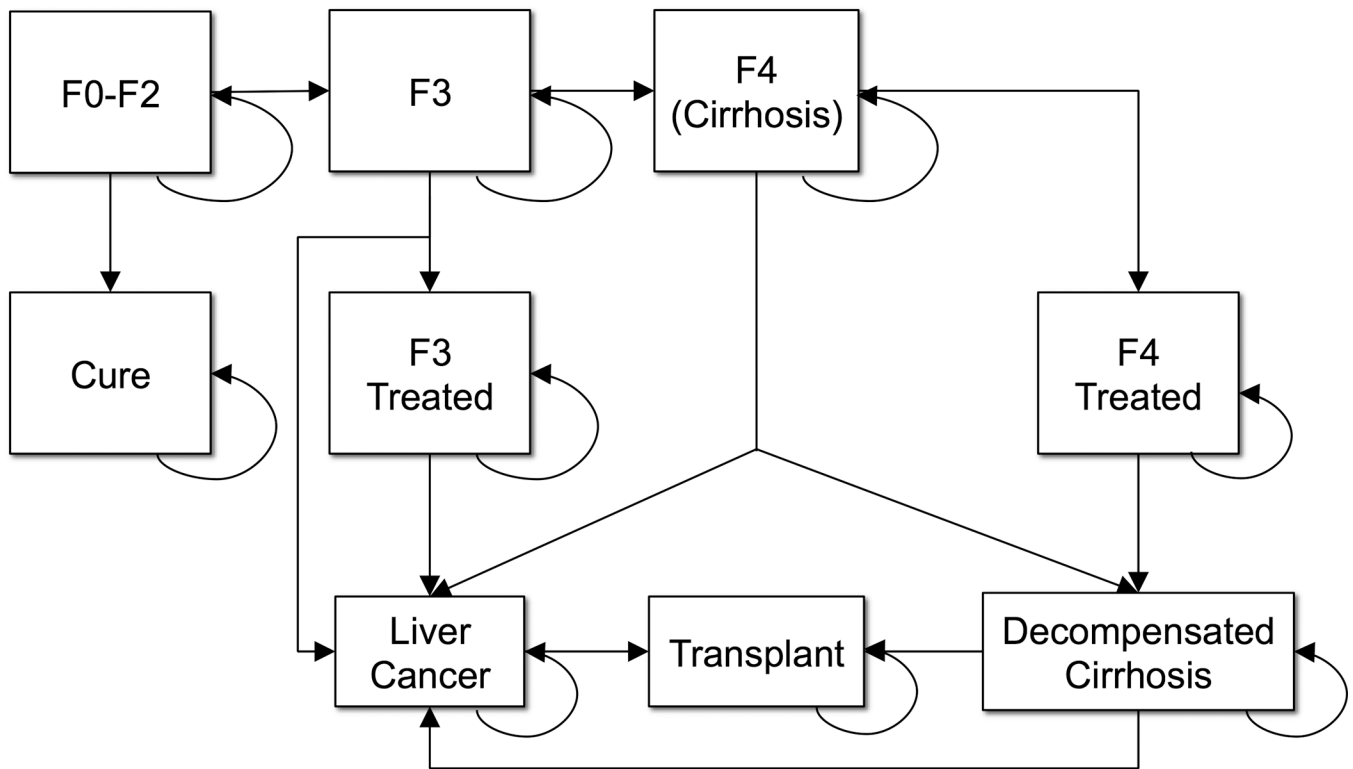 F0-F2
F3
F4
(Cirrhosis)
Cure
F3
Treated
F4
Treated
Liver
Cancer
Transplant
Decompensated
Cirrhosis